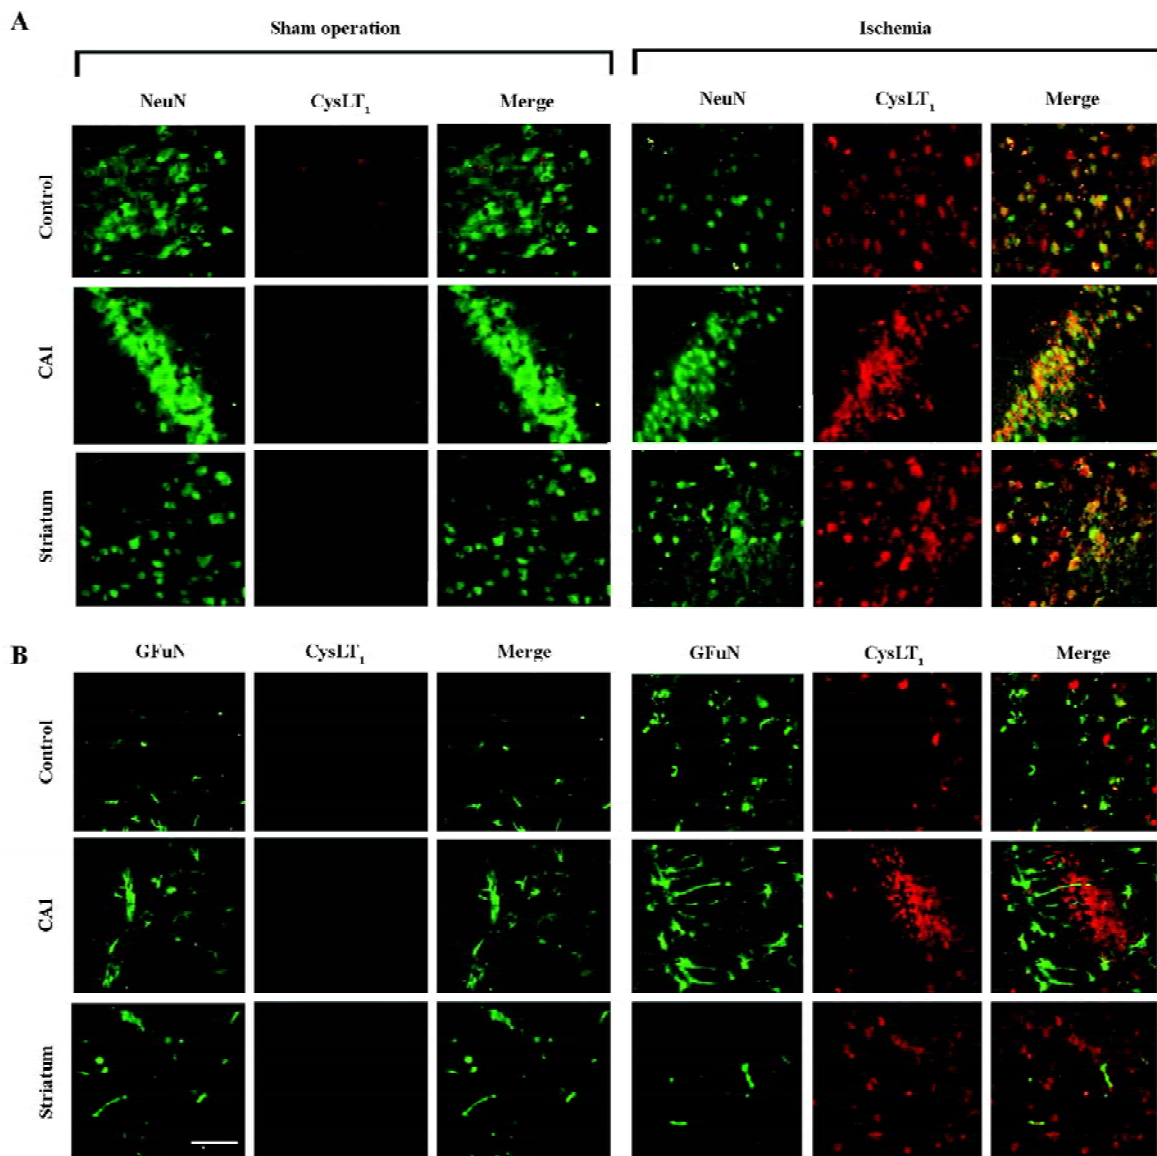 A
Sham operation Ischemia
NeuN CysLT₁ Merge NeuN CysLT₁ Merge
Control
CA1
Striatum
B
GFuN CysLT₁ Merge GFuN CysLT₁ Merge
Control
CA1
Striatum